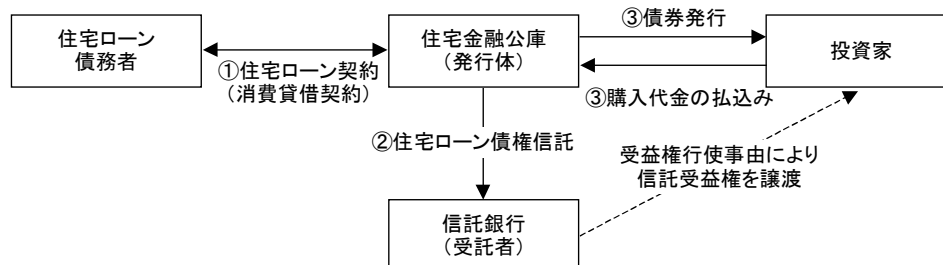 住宅ローン
債務者
①住宅ローン契約
（消費貸借契約）
住宅金融公庫
（発行体）
③債券発行
③購入代金の払込み
投資家
②住宅ローン債権信託
受益権行使事由により
信託受益権を譲渡
信託銀行
（受託者）